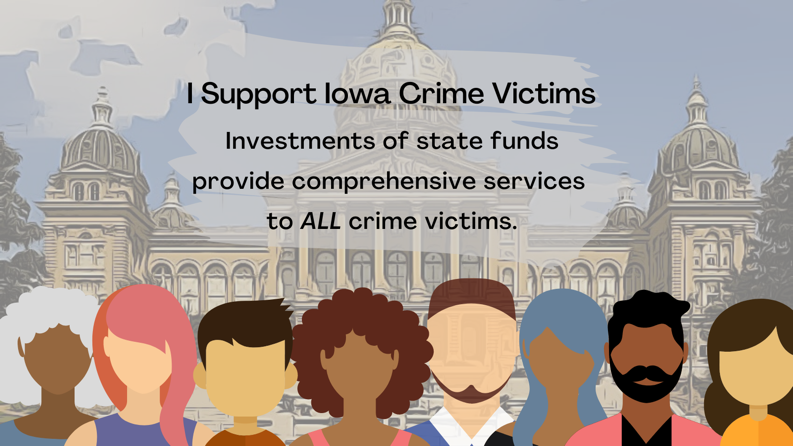 I Support Iowa Crime Victims
Investments of state funds
provide comprehensive services
to ALL crime victims.